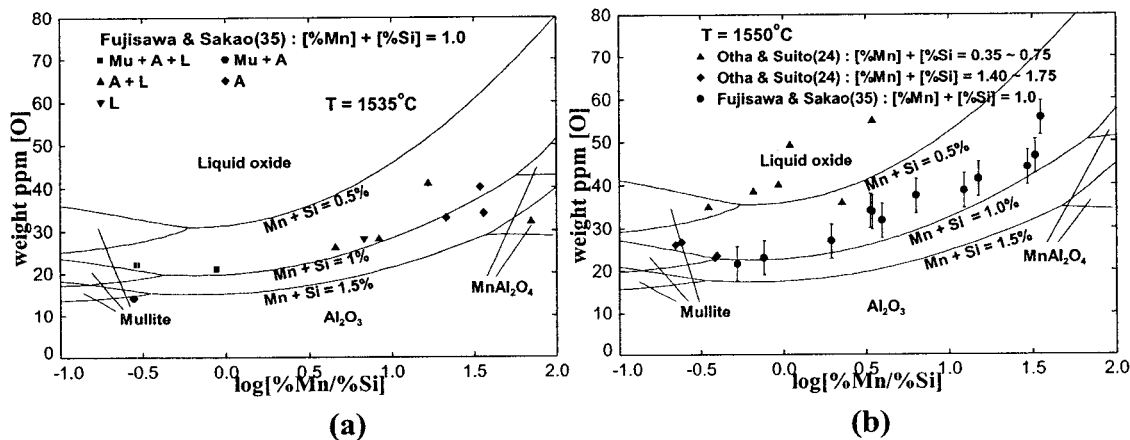 Fujisawa & Sakao(35) : [%Mn] + [%Si] = 1.0
Mu + A + L
Mu + A
A + L
A
L
T = 1535°C
Liquid oxide
Mn + Si = 0.5%
Mn + Si = 1%
Mn + Si = 1.5%
Mullite
Al₂O₃
MnAl₂O₄
weight ppm [O]
80
70
60
50
40
30
20
10
0
-1.0
-0.5
0.0
0.5
1.0
1.5
2.0
log[%Mn/%Si]
(a)
T = 1550°C
Otha & Suito(24) : [%Mn] + [%Si = 0.35 ~ 0.75
Otha & Suito(24) : [%Mn] + [%Si] = 1.40 ~ 1.75
Fujisawa & Sakao(35) : [%Mn] + [%Si] = 1.0
Liquid oxide
Mn + Si = 0.5%
Mn + Si = 1.0%
Mn + Si = 1.5%
Mullite
Al₂O₃
MnAl₂O₄
weight ppm [O]
80
70
60
50
40
30
20
10
0
-1.0
-0.5
0.0
0.5
1.0
1.5
2.0
log[%Mn/%Si]
(b)